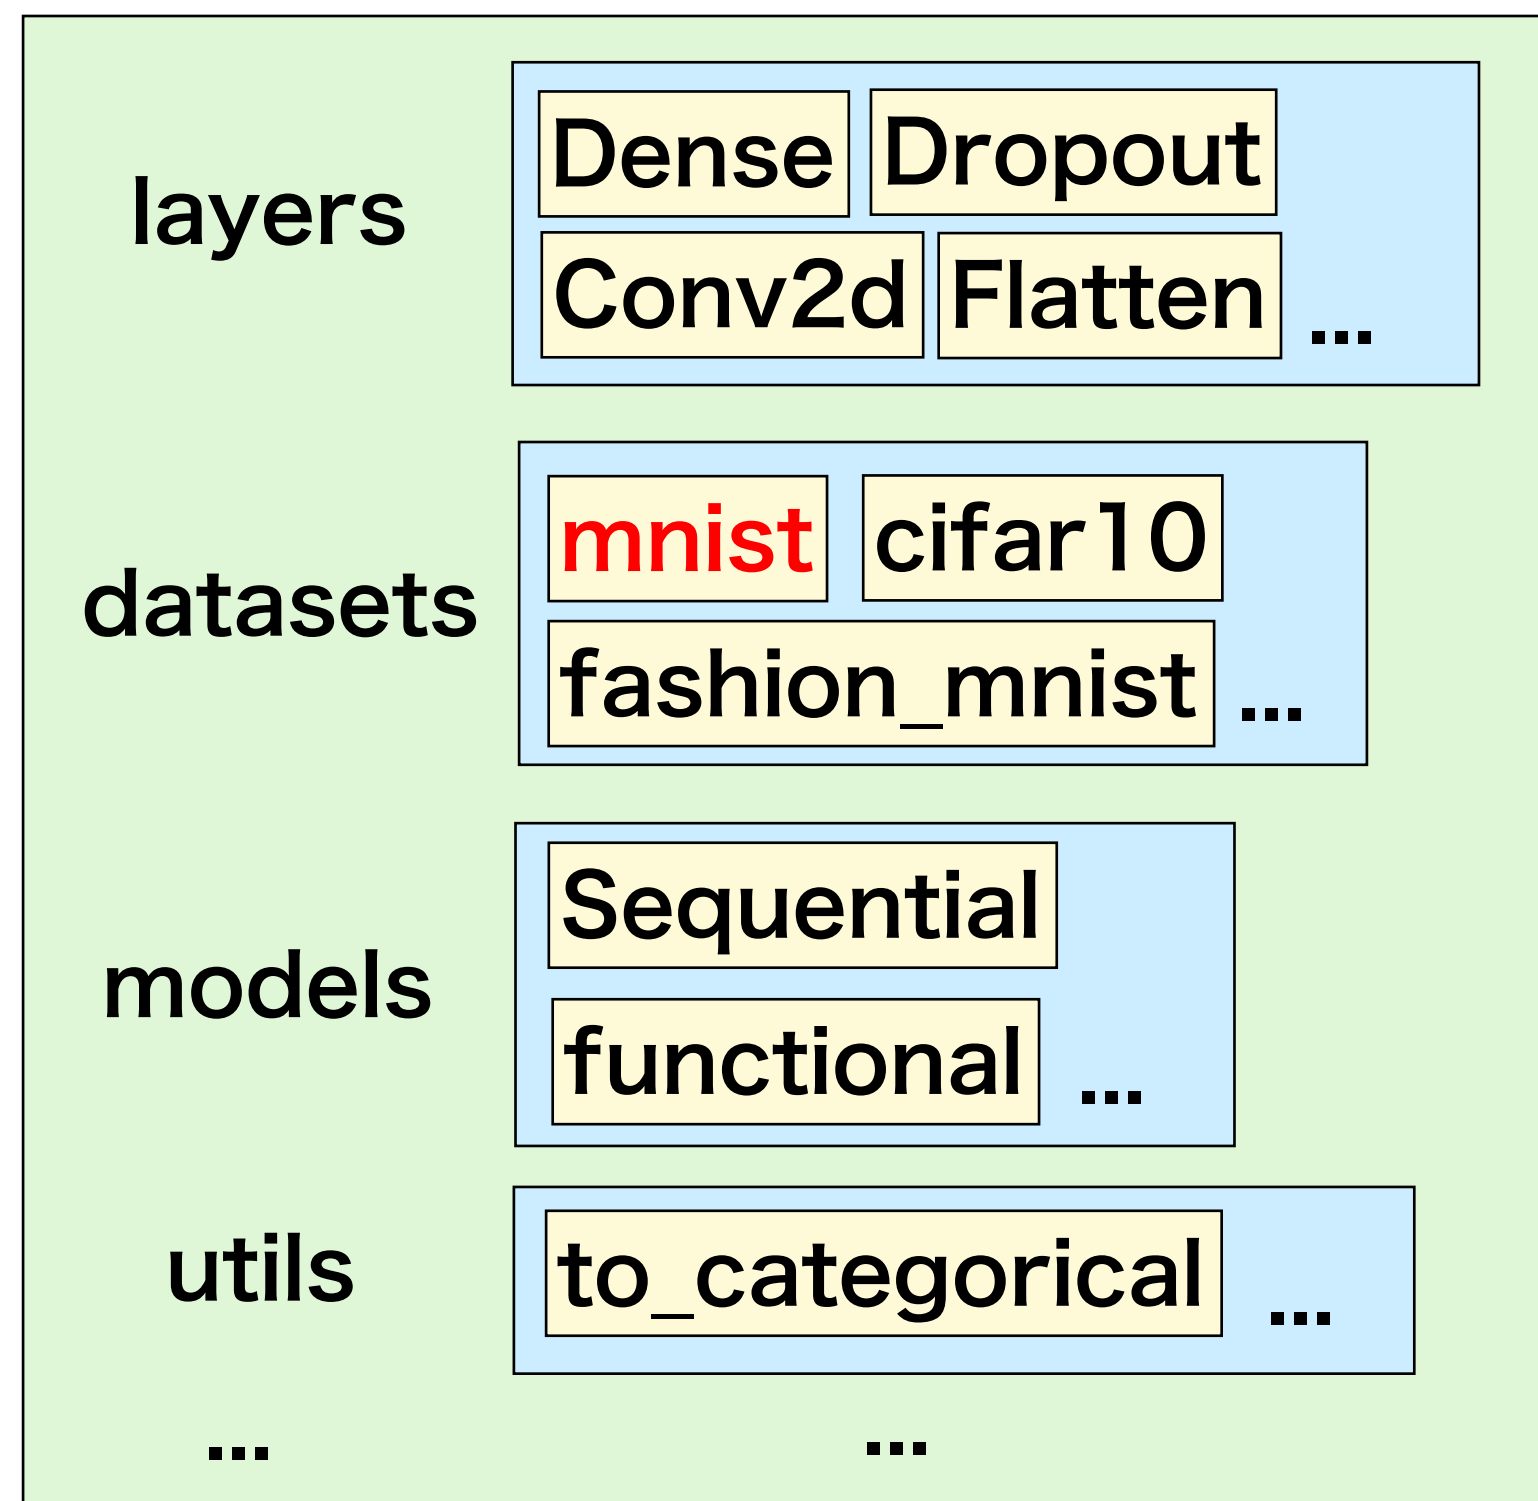 layers
Dense Dropout
Conv2d Flatten ...
datasets
mnist cifar10
fashion_mnist ...
models
Sequential
functional ...
utils
to_categorical ...
... ...